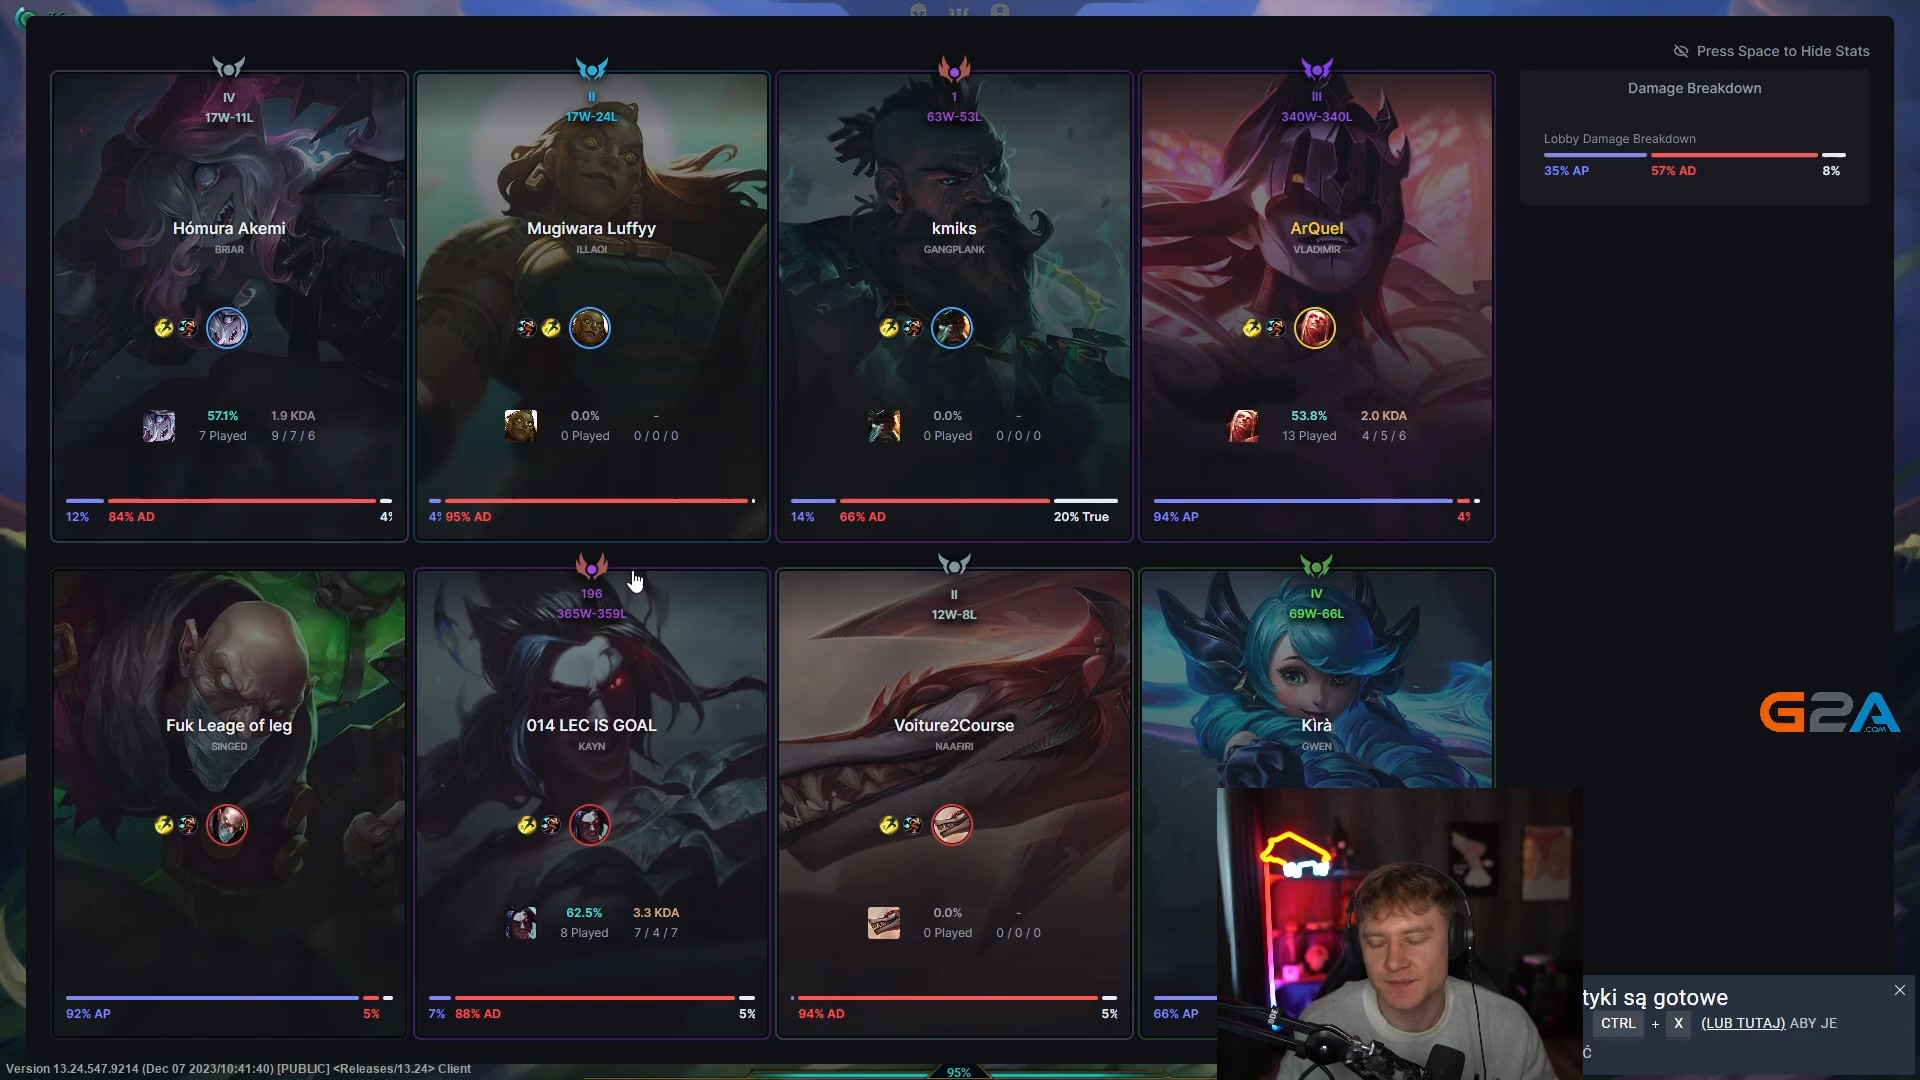 Press Space to Hide Stats
IV
17W-11L
Hómura Akemi
BRIAR
57.1%
1.9 KDA
7 Played
9 / 7 / 6
12%
84% AD
4%
II
17W-24L
Mugiwara Luffyy
ILLAOI
0.0%
-
0 Played
0 / 0 / 0
4%
95% AD
1
63W-53L
kmiks
GANGPLANK
0.0%
-
0 Played
0 / 0 / 0
14%
66% AD
20% True
III
340W-340L
ArQuel
VLADIMIR
53.8%
2.0 KDA
13 Played
4 / 5 / 6
94% AP
4%
Damage Breakdown
Lobby Damage Breakdown
35% AP
57% AD
8%
Fuk Leage of leg
SINGED
92% AP
5%
196
365W-359L
014 LEC IS GOAL
KAYN
62.5%
3.3 KDA
8 Played
7 / 4 / 7
7%
88% AD
5%
II
12W-8L
Voiture2Course
NAAFIRI
0.0%
-
0 Played
0 / 0 / 0
94% AD
5%
IV
69W-66L
Kìrà
GWEN
66% AP
G2A
.COM
tyki są gotowe
CTRL + X (LUB TUTAJ) ABY JE
Ć
Version 13.24.547.9214 (Dec 07 2023/10:41:40) [PUBLIC] <Releases/13.24> Client
95%